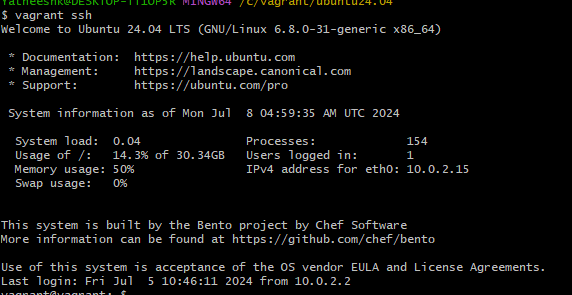 Yatheeshk@DESKTOP-TT1OP5R MINGW64 /c/vagrant/ubuntu24.04
$ vagrant ssh
Welcome to Ubuntu 24.04 LTS (GNU/Linux 6.8.0-31-generic x86_64)
* Documentation:  https://help.ubuntu.com
* Management:     https://landscape.canonical.com
* Support:        https://ubuntu.com/pro
System information as of Mon Jul  8 04:59:35 AM UTC 2024
System load:  0.04               Processes:             154
Usage of /:   14.3% of 30.34GB   Users logged in:       1
Memory usage: 50%                IPv4 address for eth0: 10.0.2.15
Swap usage:   0%
This system is built by the Bento project by Chef Software
More information can be found at https://github.com/chef/bento
Use of this system is acceptance of the OS vendor EULA and License Agreements.
Last login: Fri Jul  5 10:46:11 2024 from 10.0.2.2
vagrant@vagrant:~$